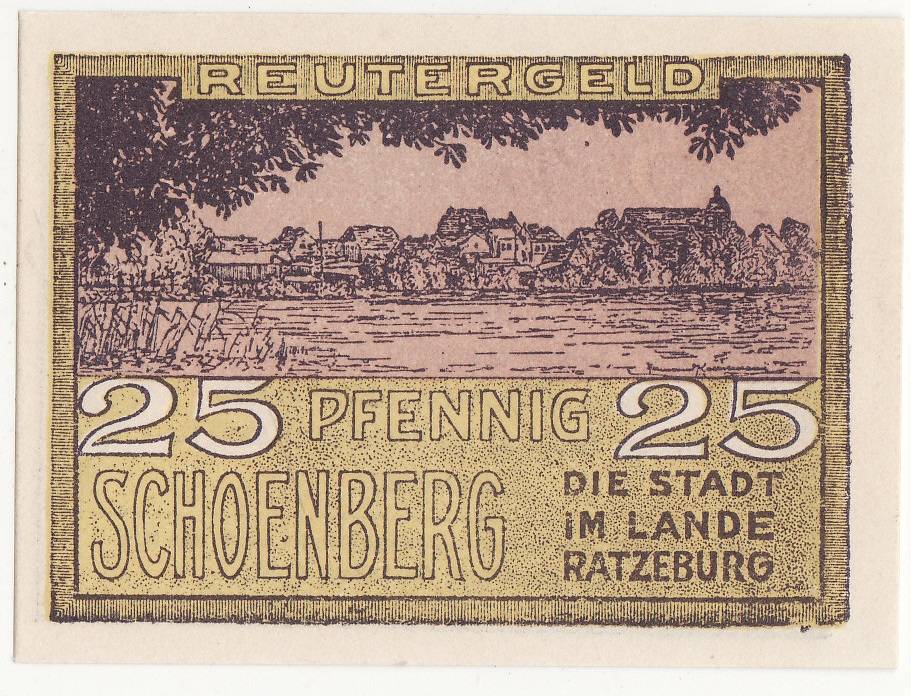 REUTERGELD
25 PFENNIG 25
SCHOENBERG
DIE STADT
IM LANDE
RATZEBURG